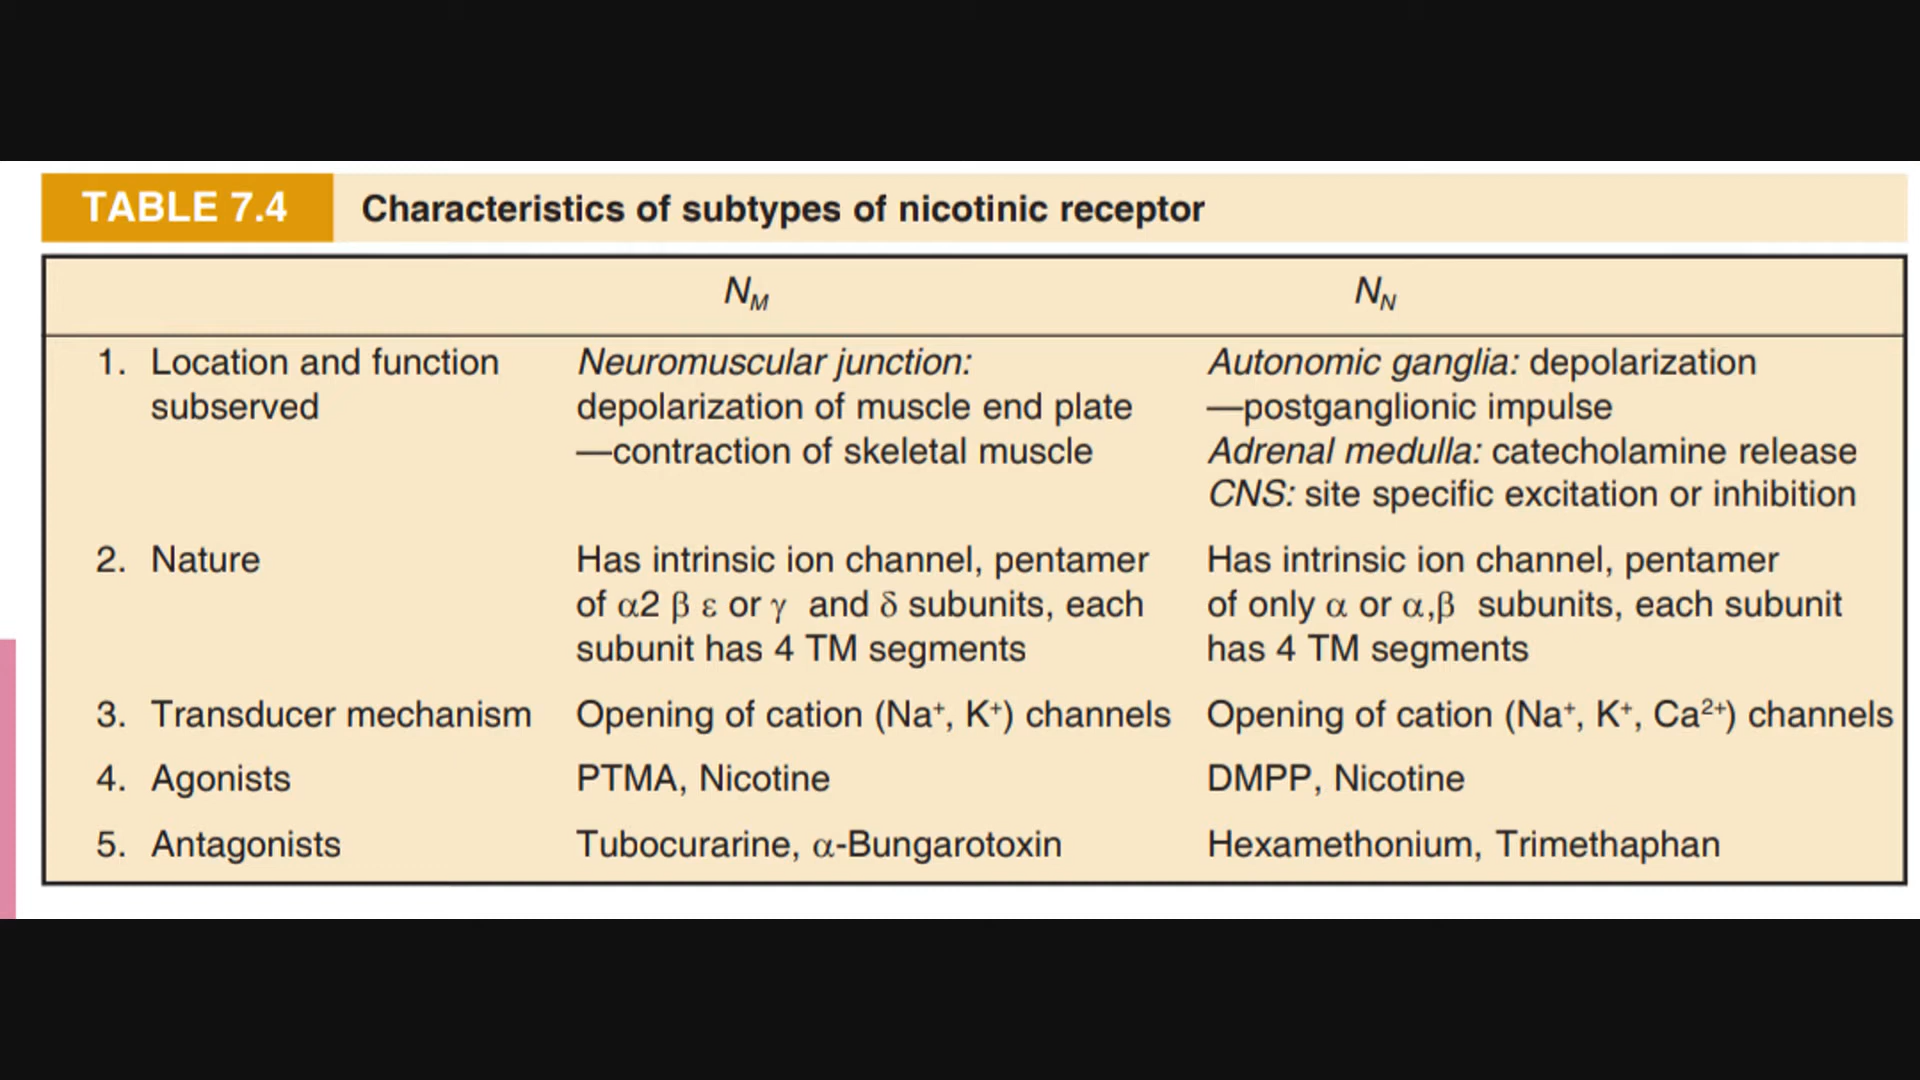 TABLE 7.4 Characteristics of subtypes of nicotinic receptor
N_M N_N
1. Location and function subserved
Neuromuscular junction:
depolarization of muscle end plate
—contraction of skeletal muscle
Autonomic ganglia: depolarization
—postganglionic impulse
Adrenal medulla: catecholamine release
CNS: site specific excitation or inhibition
2. Nature
Has intrinsic ion channel, pentamer
of α2 β ε or γ and δ subunits, each
subunit has 4 TM segments
Has intrinsic ion channel, pentamer
of only α or α,β subunits, each subunit
has 4 TM segments
3. Transducer mechanism
Opening of cation (Na⁺, K⁺) channels
Opening of cation (Na⁺, K⁺, Ca²⁺) channels
4. Agonists
PTMA, Nicotine
DMPP, Nicotine
5. Antagonists
Tubocurarine, α-Bungarotoxin
Hexamethonium, Trimethaphan